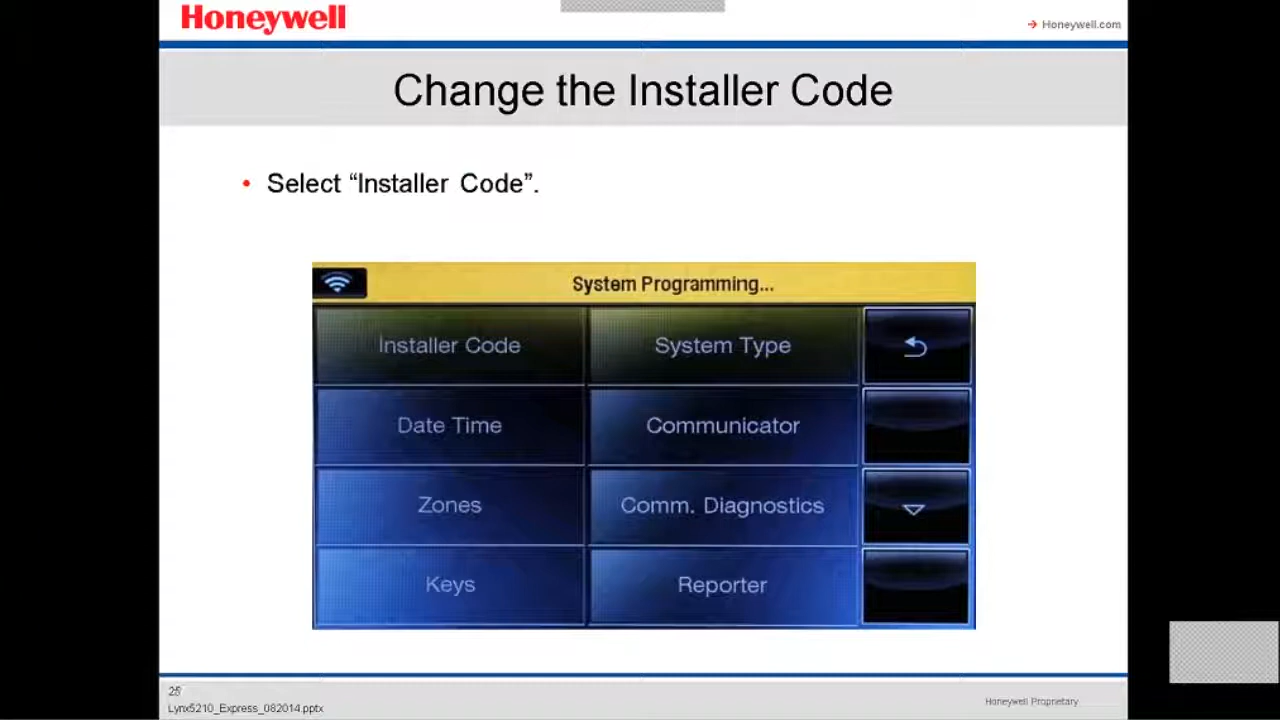 Honeywell
→ Honeywell.com
Change the Installer Code
• Select “Installer Code”.
System Programming...
Installer Code
System Type
Date Time
Communicator
Zones
Comm. Diagnostics
Keys
Reporter
25
Lynx5210_Express_082014.pptx
Honeywell Proprietary